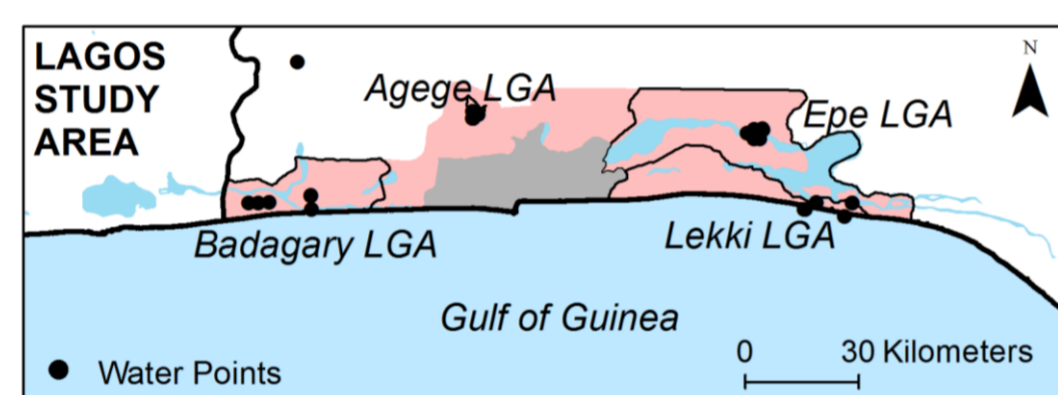 LAGOS
STUDY
AREA
N
Agege LGA
Epe LGA
Badagary LGA
Lekki LGA
Gulf of Guinea
0 30 Kilometers
Water Points